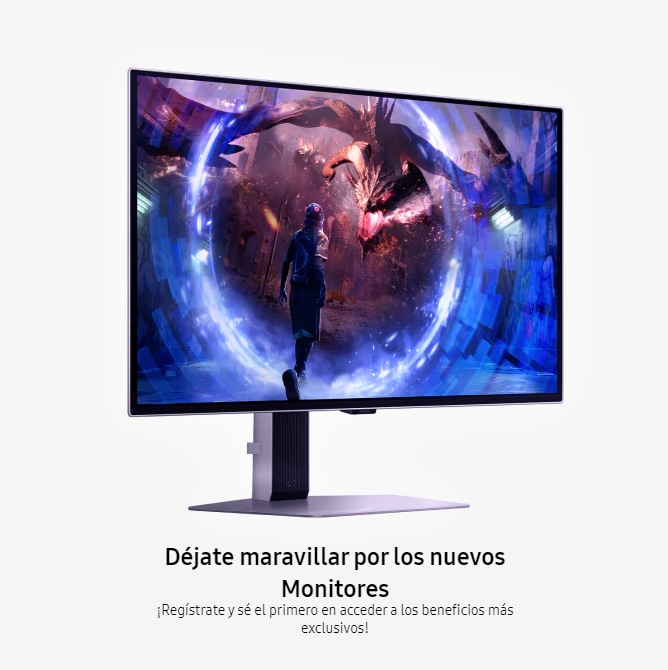 Déjate maravillar por los nuevos
Monitores
¡Regístrate y sé el primero en acceder a los beneficios más
exclusivos!